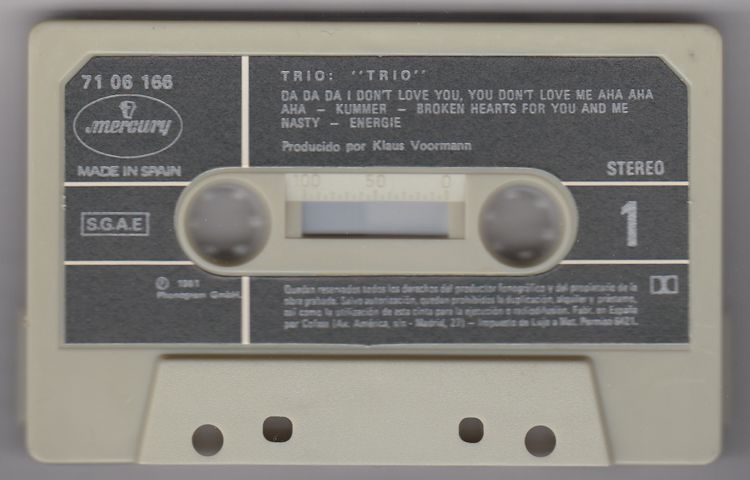 71 06 166
mercury
MADE IN SPAIN
S.G.A.E
℗ 1981
Phonogram GmbH.
TRIO: "TRIO"
DA DA DA I DON'T LOVE YOU, YOU DON'T LOVE ME AHA AHA
AHA – KUMMER – BROKEN HEARTS FOR YOU AND ME
NASTY – ENERGIE
Producido por Klaus Voormann
STEREO
100 50 0
1
Quedan reservados todos los derechos del productor fonográfico y del propietario de la
obra grabada. Salvo autorización, quedan prohibidos la duplicación, alquiler y préstamo,
así como la utilización de esta cinta para la ejecución o radiodifusión. Fabr. en España
por Cofasa (Av. América, s/n - Madrid, 27) – Impuesto de Lujo a Met. Permiso 6421.